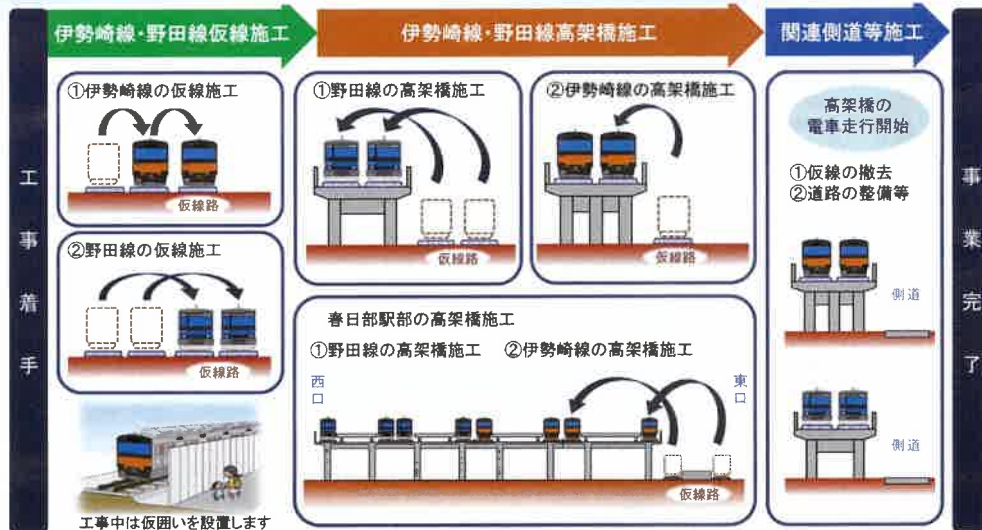 工事着手
伊勢崎線・野田線仮線施工
①伊勢崎線の仮線施工
仮線路
②野田線の仮線施工
仮線路
工事中は仮囲いを設置します
伊勢崎線・野田線高架橋施工
①野田線の高架橋施工
仮線路
②伊勢崎線の高架橋施工
仮線路
春日部駅部の高架橋施工
①野田線の高架橋施工 ②伊勢崎線の高架橋施工
西口
東口
仮線路
関連側道等施工
高架橋の
電車走行開始
①仮線の撤去
②道路の整備等
側道
側道
事業完了